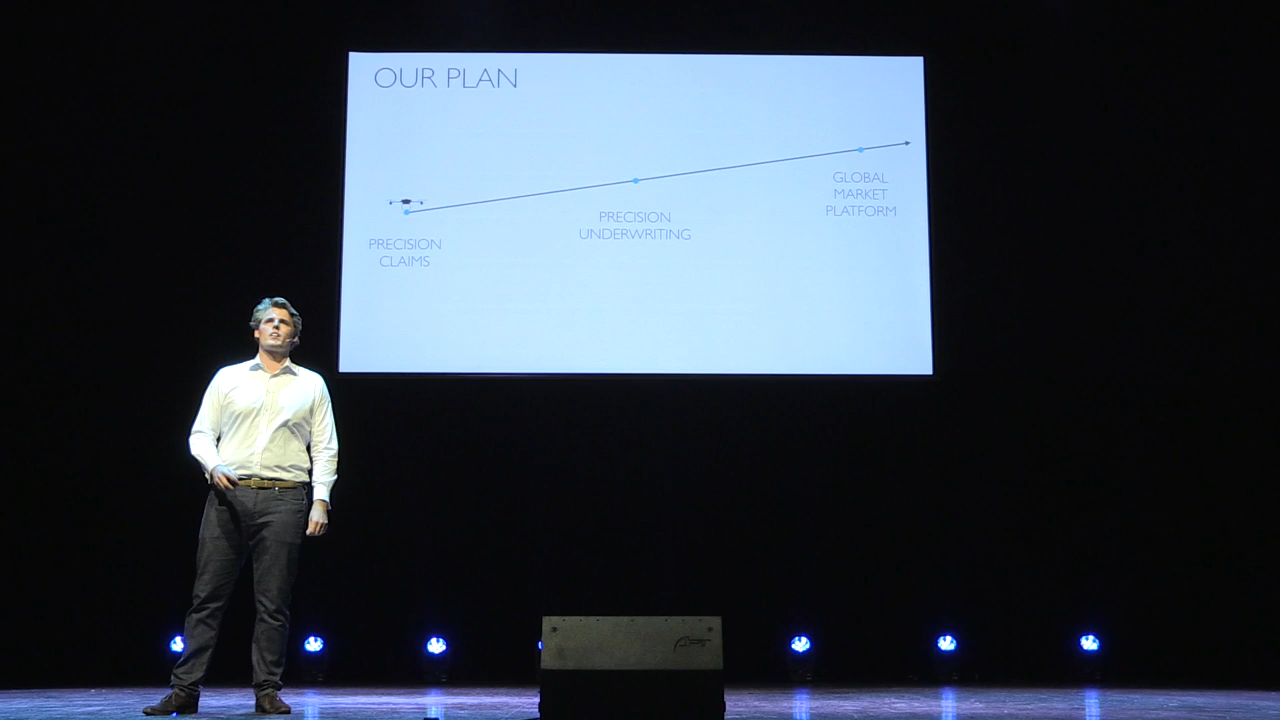 OUR PLAN
GLOBAL
MARKET
PLATFORM
PRECISION
UNDERWRITING
PRECISION
CLAIMS